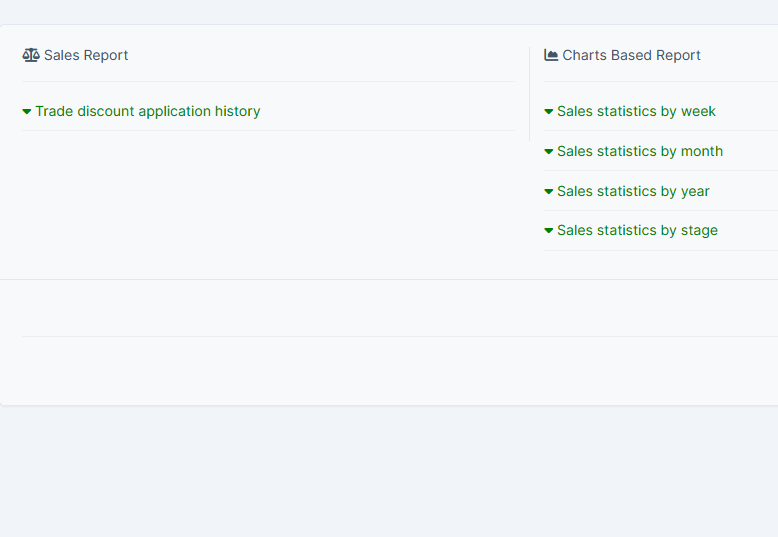 Sales Report
Trade discount application history
Charts Based Report
Sales statistics by week
Sales statistics by month
Sales statistics by year
Sales statistics by stage